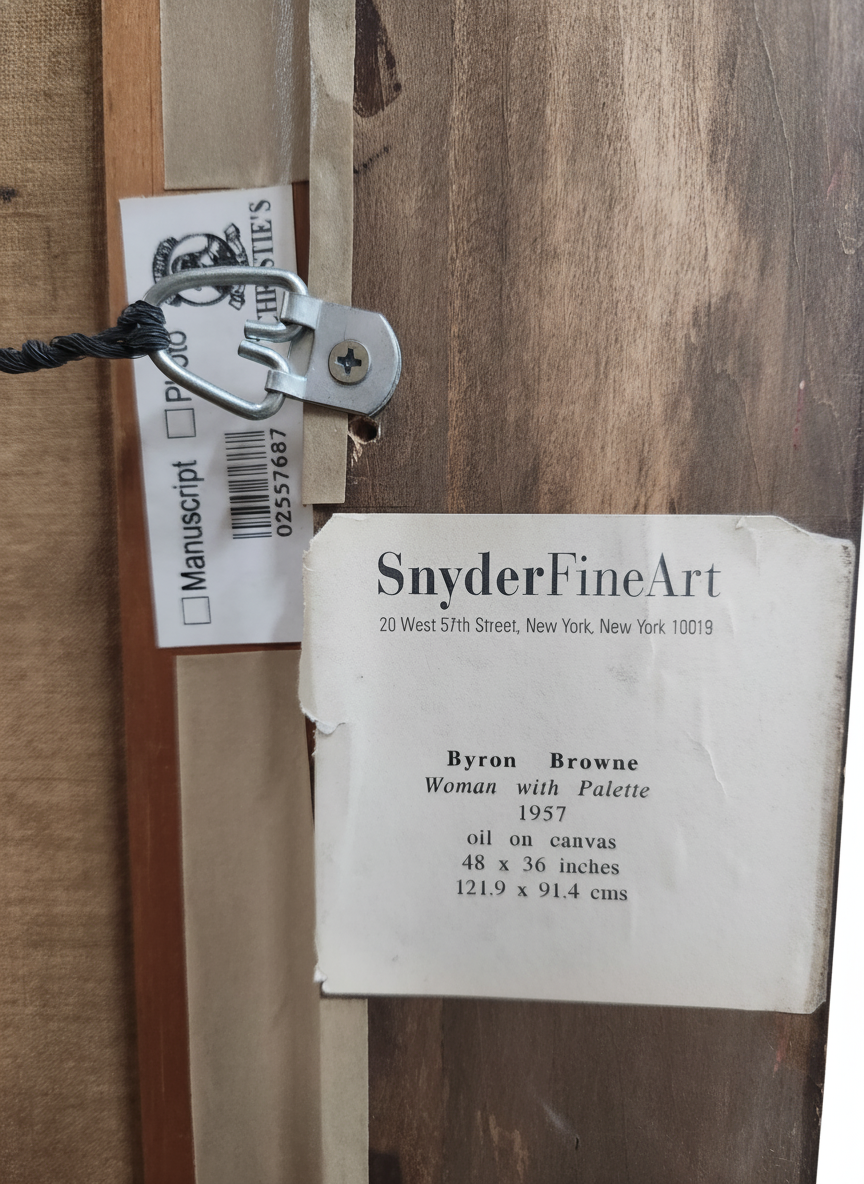 CHRISTIE'S
Photo
Manuscript
02557687
SnyderFineArt
20 West 57th Street, New York, New York 10019
Byron Browne
Woman with Palette
1957
oil on canvas
48 x 36 inches
121.9 x 91.4 cms